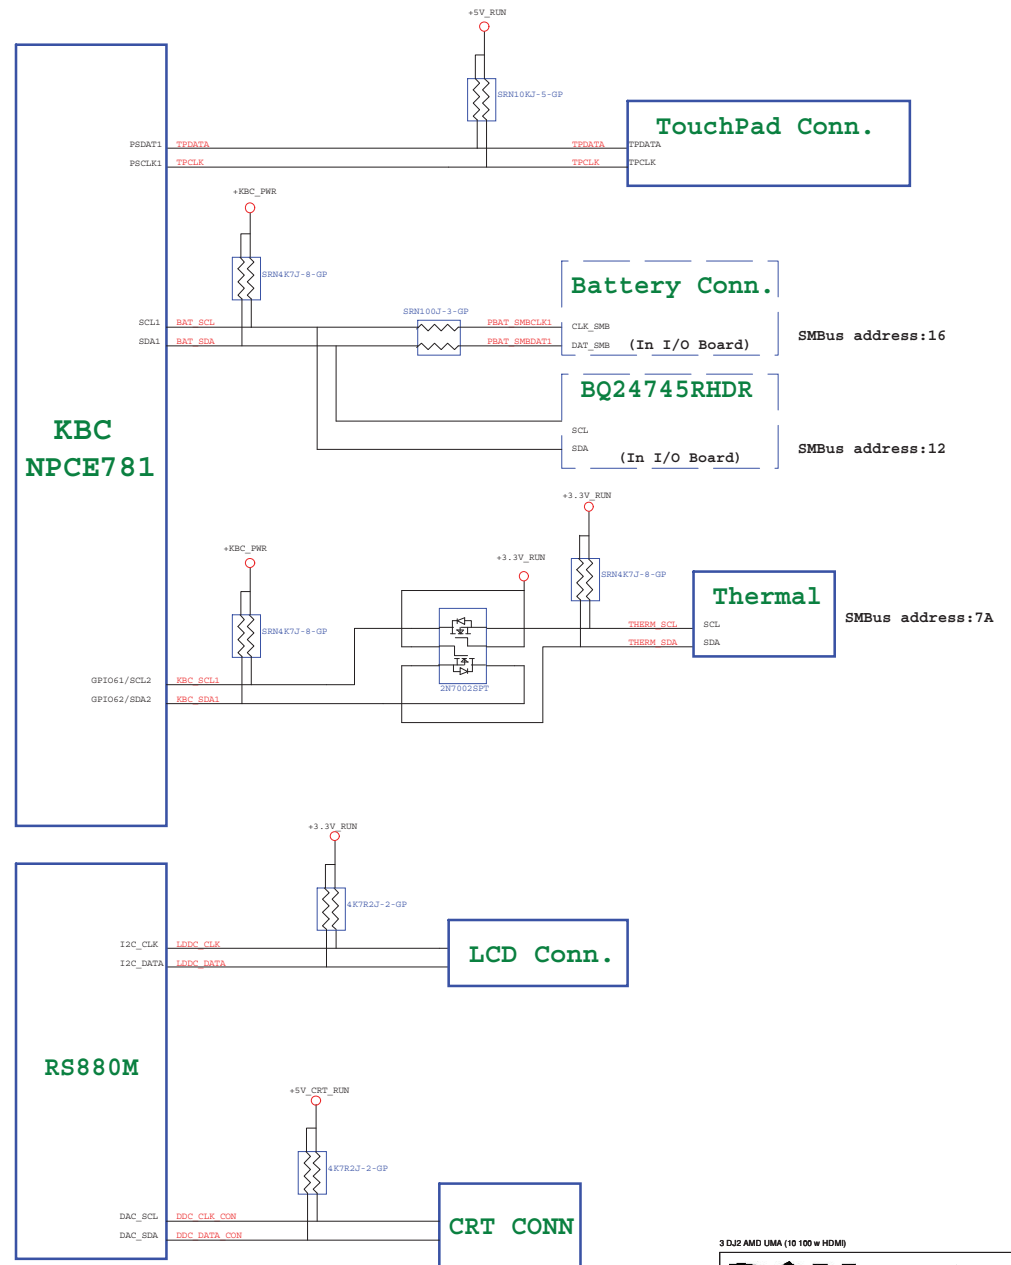 +5V_RUN
SRN10KJ-5-GP
TouchPad Conn.
PSDAT1 TPDATA TPDATA TPDATA
PSCLK1 TPCLK TPCLK TPCLK
+KBC_PWR
SRN4K7J-8-GP
Battery Conn.
SRN100J-3-GP
SCL1 BAT_SCL PBAT_SMBCLK1 CLK_SMB
SMBus address:16
SDA1 BAT_SDA PBAT_SMBDAT1 DAT_SMB (In I/O Board)
BQ24745RHDR
KBC
SCL
SDA
SMBus address:12
(In I/O Board)
NPCE781
+3.3V_RUN
+KBC_PWR
+3.3V_RUN
SRN4K7J-8-GP
Thermal
SMBus address:7A
SRN4K7J-8-GP
THERM_SCL SCL
THERM_SDA SDA
GPIO61/SCL2 KBC_SCL1
2N7002SPT
GPIO62/SDA2 KBC_SDA1
+3.3V_RUN
4K7R2J-2-GP
I2C_CLK LDDC_CLK
I2C_DATA LDDC_DATA
LCD Conn.
RS880M
+5V_CRT_RUN
4K7R2J-2-GP
DAC_SCL DDC_CLK_CON
DAC_SDA DDC_DATA_CON
CRT CONN
3 DJ2 AMD UMA (10 100 w HDMI)